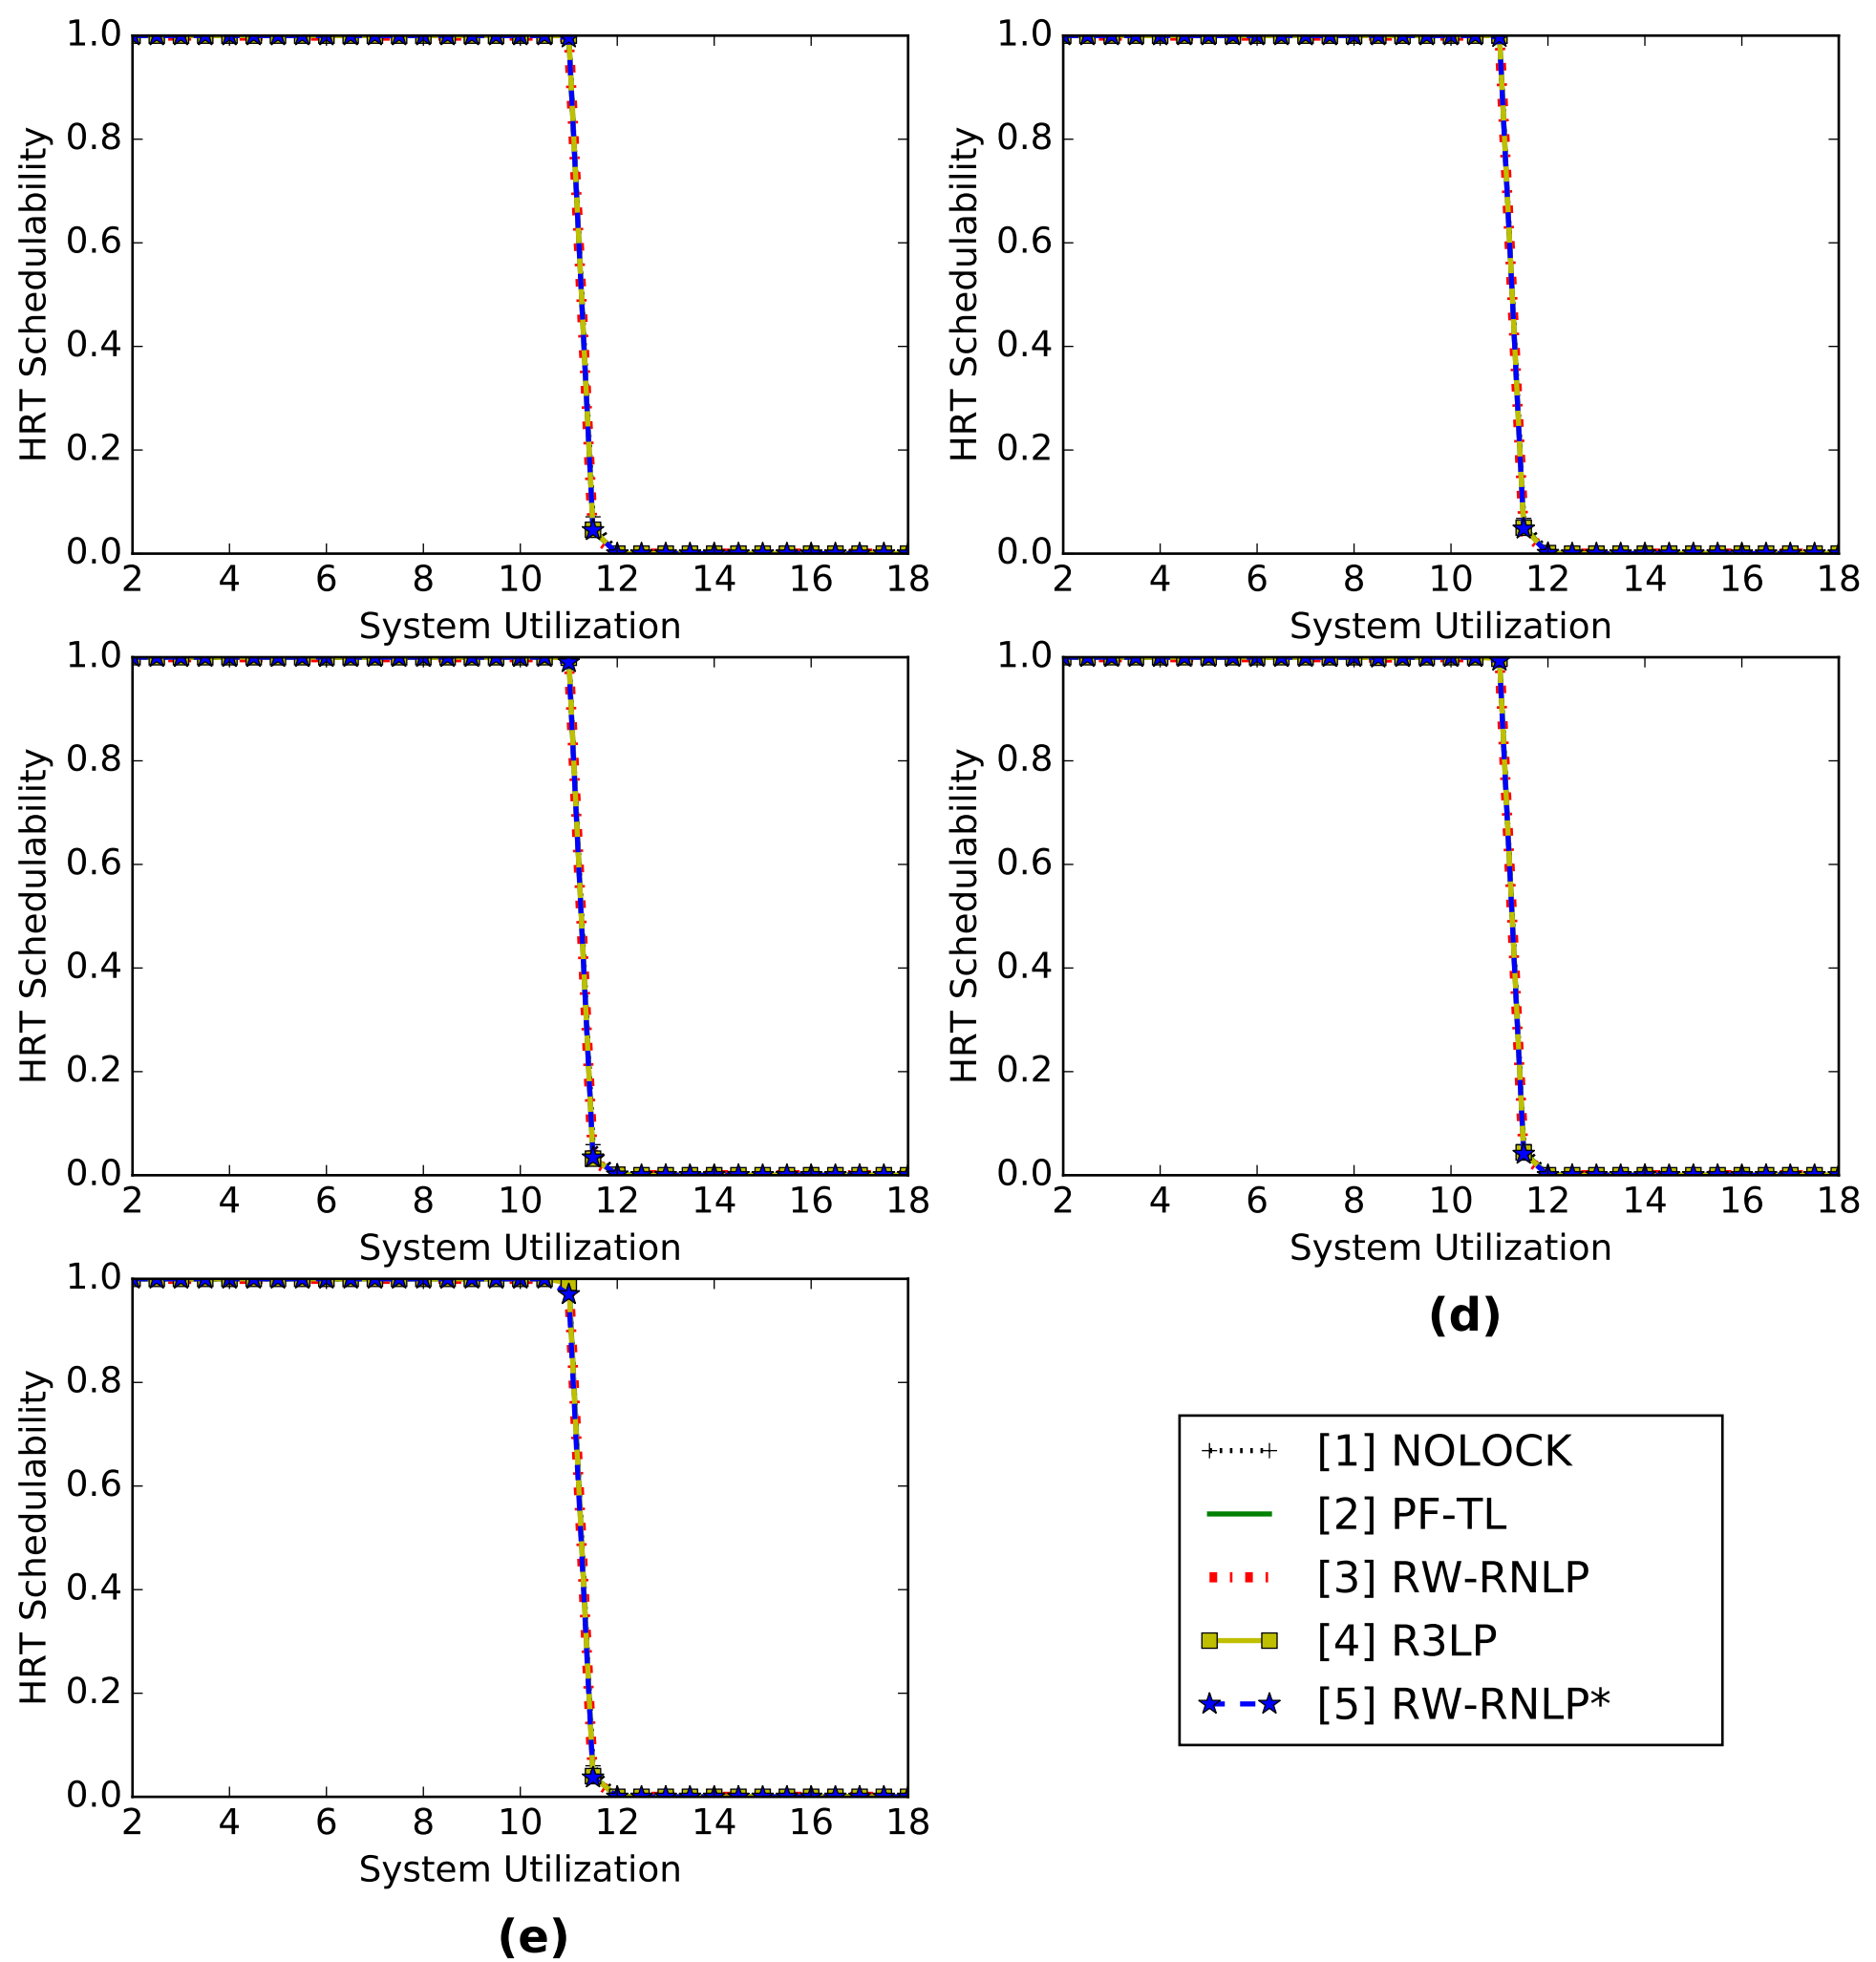 1.0
0.8
0.6
0.4
0.2
0.0
2 4 6 8 10 12 14 16 18
System Utilization
HRT Schedulability
1.0
0.8
0.6
0.4
0.2
0.0
2 4 6 8 10 12 14 16 18
System Utilization
HRT Schedulability
1.0
0.8
0.6
0.4
0.2
0.0
2 4 6 8 10 12 14 16 18
System Utilization
HRT Schedulability
1.0
0.8
0.6
0.4
0.2
0.0
2 4 6 8 10 12 14 16 18
System Utilization
HRT Schedulability
(d)
1.0
0.8
0.6
0.4
0.2
0.0
2 4 6 8 10 12 14 16 18
System Utilization
HRT Schedulability
(e)
[1] NOLOCK
[2] PF-TL
[3] RW-RNLP
[4] R3LP
[5] RW-RNLP*